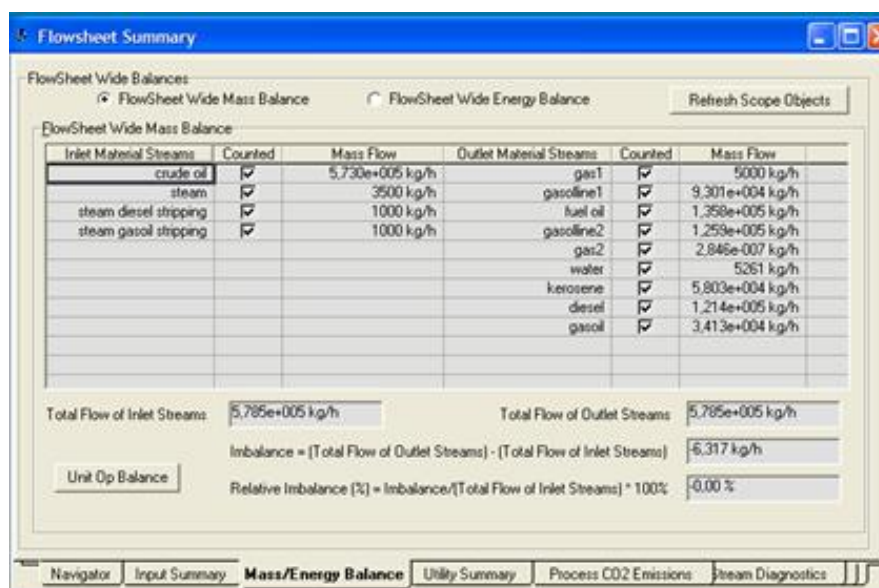 Flowsheet Summary
FlowSheet Wide Balances
FlowSheet Wide Mass Balance FlowSheet Wide Energy Balance Refresh Scope Objects
FlowSheet Wide Mass Balance
Inlet Material Streams Counted Mass Flow Outlet Material Streams Counted Mass Flow
crude oil 5,730e+005 kg/h gas1 5000 kg/h
steam 3500 kg/h gasolline1 9,301e+004 kg/h
steam diesel stripping 1000 kg/h fuel oil 1,358e+005 kg/h
steam gasoil stripping 1000 kg/h gasolline2 1,259e+005 kg/h
gas2 2,846e-007 kg/h
water 5261 kg/h
kerosene 5,803e+004 kg/h
diesel 1,214e+005 kg/h
gasoil 3,413e+004 kg/h
Total Flow of Inlet Streams 5,785e+005 kg/h Total Flow of Outlet Streams 5,785e+005 kg/h
Imbalance = (Total Flow of Outlet Streams) - (Total Flow of Inlet Streams) -6,317 kg/h
Unit Op Balance
Relative Imbalance (%) = Imbalance/(Total Flow of Inlet Streams) * 100% -0,00 %
Navigator Input Summary Mass/Energy Balance Utility Summary Process CO2 Emissions Stream Diagnostics